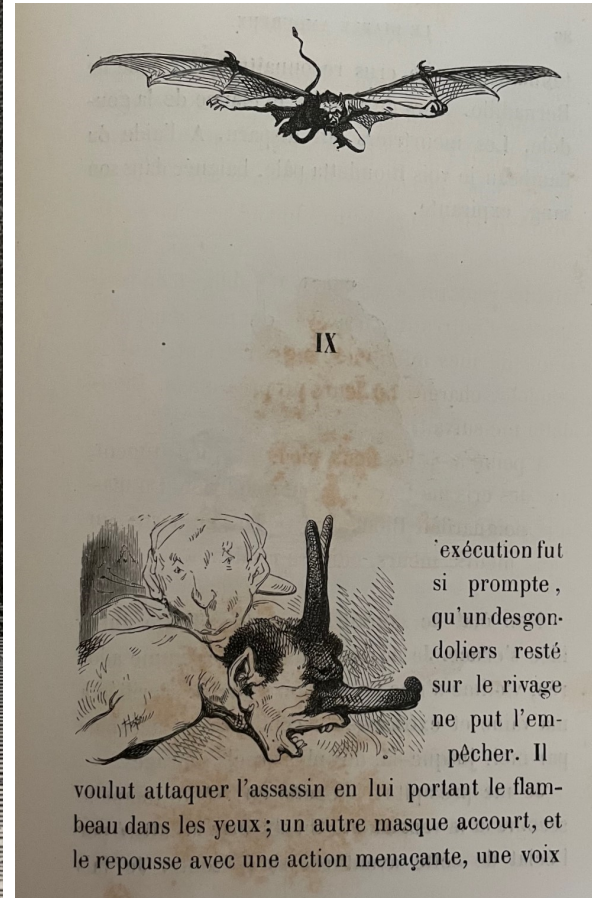 IX
'exécution fut
si prompte,
qu'un des gon-
doliers resté
sur le rivage
ne put l'em-
pêcher. Il
voulut attaquer l'assassin en lui portant le flam-
beau dans les yeux; un autre masque accourt, et
le repousse avec une action menaçante, une voix